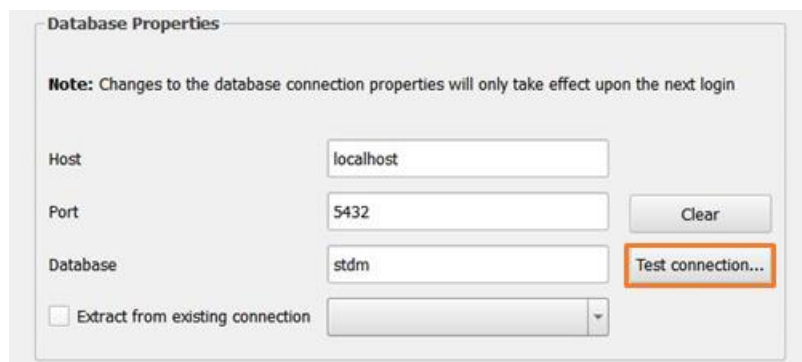 Database Properties
Note: Changes to the database connection properties will only take effect upon the next login
Host localhost
Port 5432 Clear
Database stdm Test connection...
Extract from existing connection